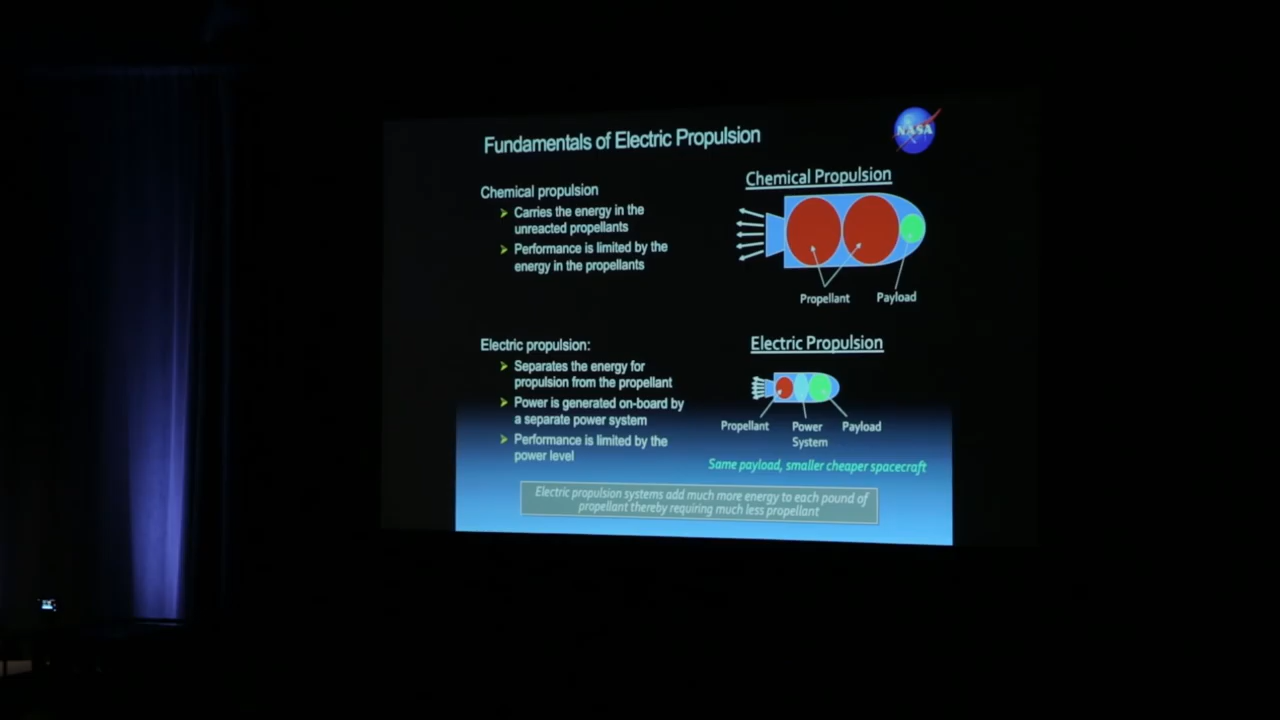 Fundamentals of Electric Propulsion
NASA
Chemical propulsion
Carries the energy in the
unreacted propellants
Performance is limited by the
energy in the propellants
Chemical Propulsion
Propellant
Payload
Electric propulsion:
Separates the energy for
propulsion from the propellant
Power is generated on-board by
a separate power system
Performance is limited by the
power level
Electric Propulsion
Propellant
Power
System
Payload
Same payload, smaller cheaper spacecraft
Electric propulsion systems add much more energy to each pound of
propellant thereby requiring much less propellant